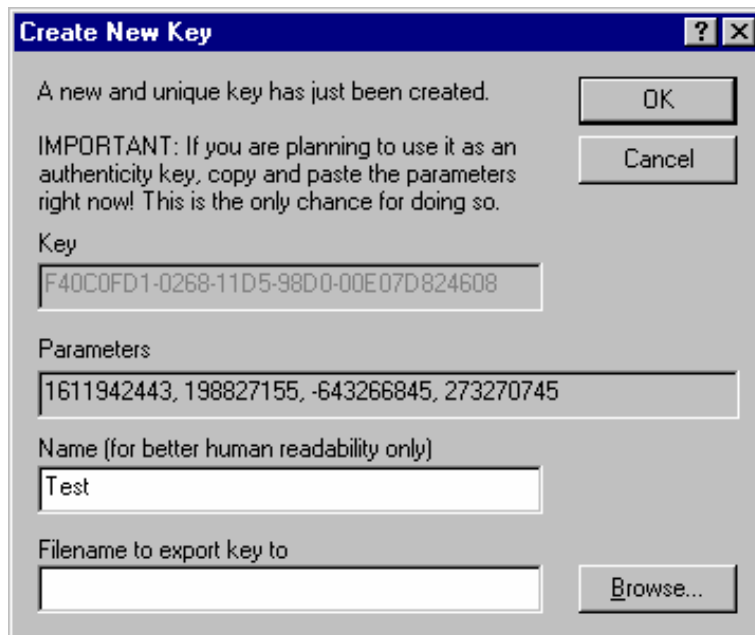 Create New Key
A new and unique key has just been created.
OK
IMPORTANT: If you are planning to use it as an
authenticity key, copy and paste the parameters
right now! This is the only chance for doing so.
Cancel
Key
F40C0FD1-0268-11D5-98D0-00E07D824608
Parameters
1611942443, 198827155, -643266845, 273270745
Name (for better human readability only)
Test
Filename to export key to
Browse...